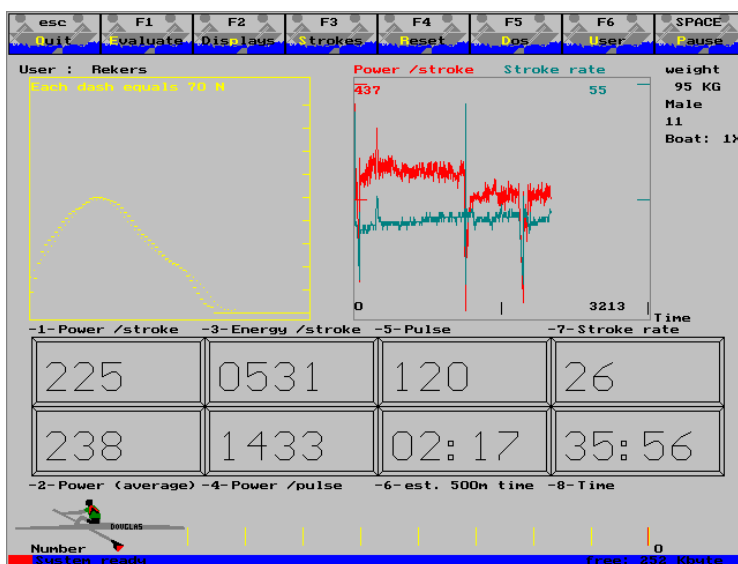 esc F1 F2 F3 F4 F5 F6 SPACE
Quit Evaluate Displays Strokes Reset Dos User Pause
User : Rekers
Power /stroke Stroke rate weight
Each dash equals 70 N
437 55 95 KG
Male
11
Boat: 1X
0 3213
Time
-1-Power /stroke -3-Energy /stroke -5-Pulse -7-Stroke rate
225 0531 120 26
238 1433 02:17 35:56
-2-Power (average) -4-Power /pulse -6-est. 500m time -8-Time
DOUGLAS
Number 0
System ready free: 253 Kbyte